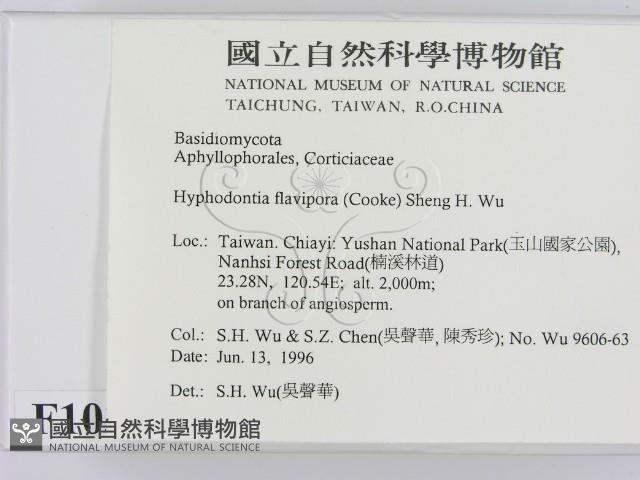 國立自然科學博物館
NATIONAL MUSEUM OF NATURAL SCIENCE
TAICHUNG, TAIWAN, R.O.CHINA
Basidiomycota
Aphyllophorales, Corticiaceae
Hyphodontia flavipora (Cooke) Sheng H. Wu
Loc.: Taiwan. Chiayi: Yushan National Park(玉山國家公園),
Nanhsi Forest Road(楠溪林道)
23.28N, 120.54E; alt. 2,000m;
on branch of angiosperm.
Col.: S.H. Wu & S.Z. Chen(吳聲華, 陳秀珍); No. Wu 9606-63
Date: Jun. 13, 1996
Det.: S.H. Wu(吳聲華)
F10
國立自然科學博物館
NATIONAL MUSEUM OF NATURAL SCIENCE